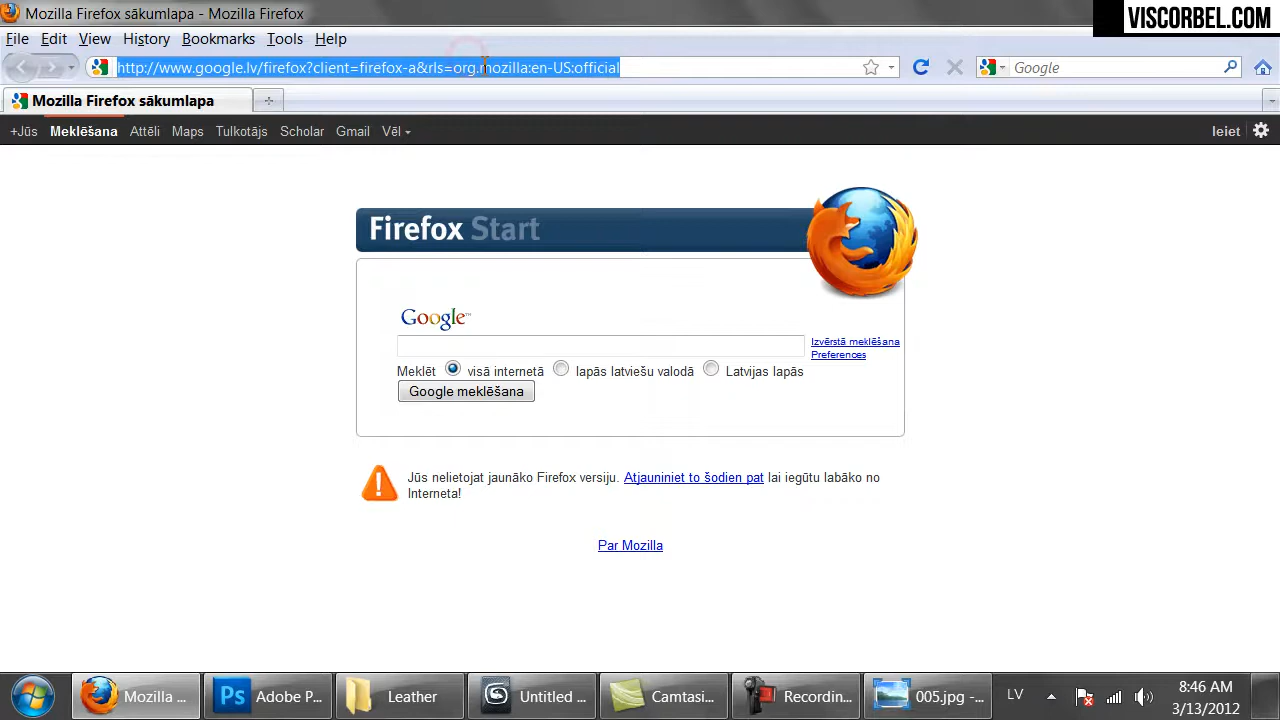 Mozilla Firefox sākumlapa - Mozilla Firefox
VISCORBEL.COM
File Edit View History Bookmarks Tools Help
http://www.google.lv/firefox?client=firefox-a&rls=org.mozilla:en-US:official
Google
Mozilla Firefox sākumlapa
+Jūs Meklēšana Attēli Maps Tulkotājs Scholar Gmail Vēl Ieiet
Firefox Start
Google™
Izvērstā meklēšana
Preferences
Meklēt visā internetā lapās latviešu valodā Latvijas lapās
Google meklēšana
Jūs nelietojat jaunāko Firefox versiju. Atjauniniet to šodien pat lai iegūtu labāko no
Interneta!
Par Mozilla
Mozilla ... Ps Adobe P... Leather Untitled ... Camtasi... Recordin... 005.jpg -... LV
8:46 AM
3/13/2012